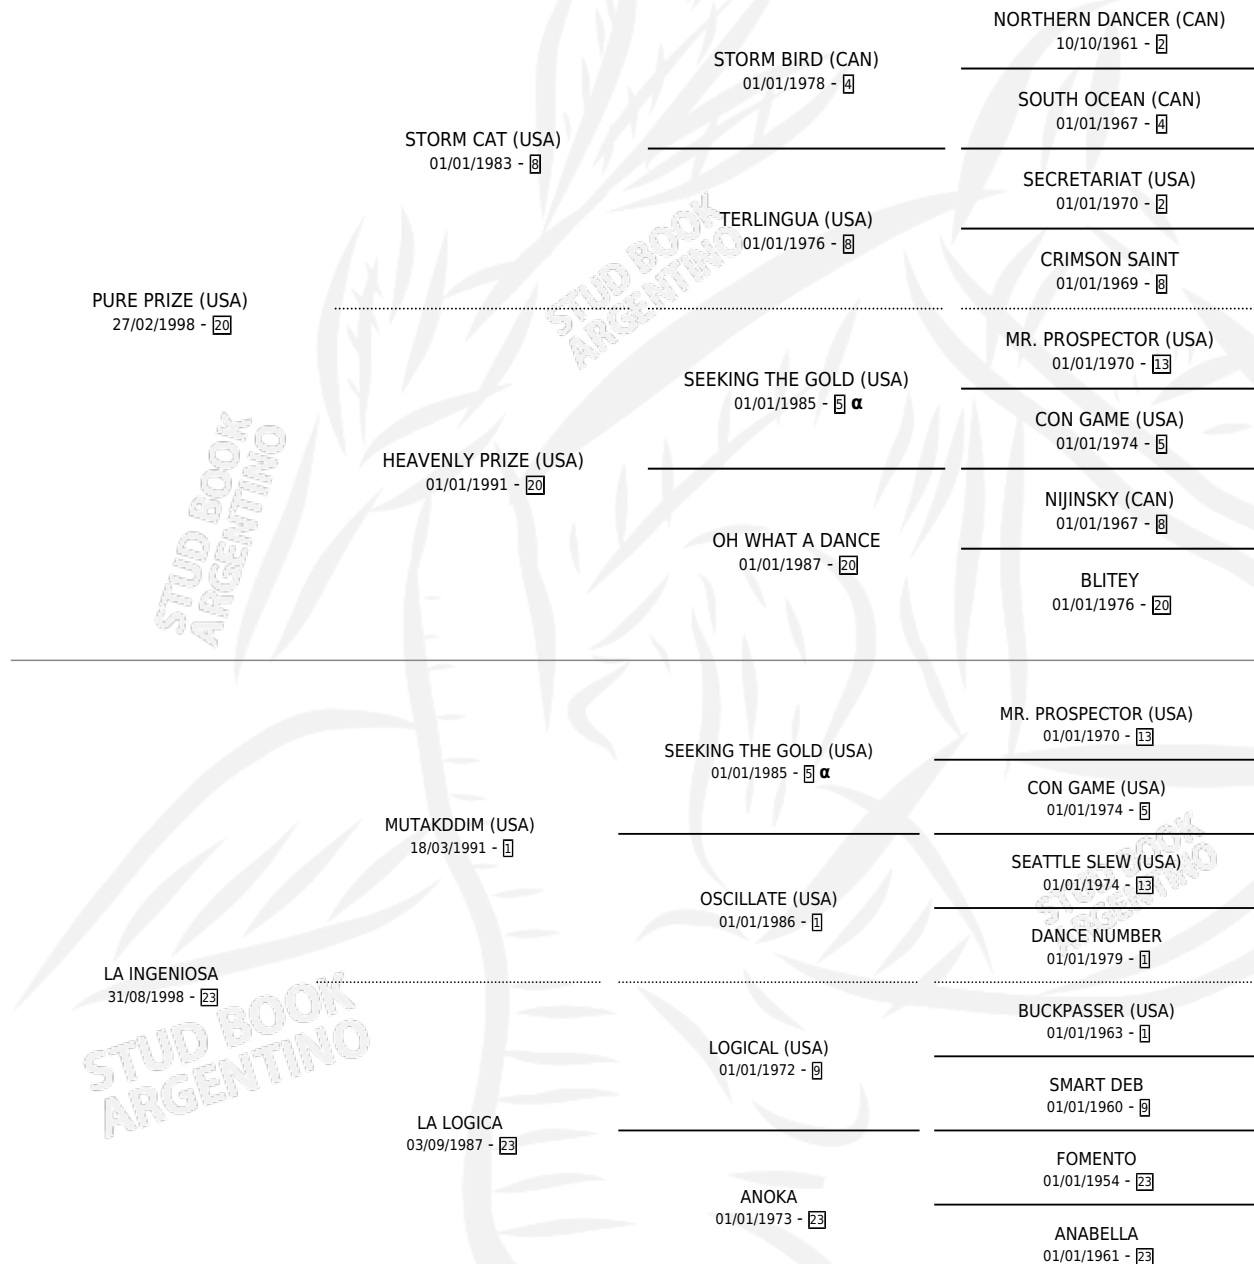 NORTHERN DANCER (CAN)
10/10/1961 - 2
STORM BIRD (CAN)
01/01/1978 - 4
SOUTH OCEAN (CAN)
01/01/1967 - 4
STORM CAT (USA)
01/01/1983 - 8
SECRETARIAT (USA)
01/01/1970 - 2
TERLINGUA (USA)
01/01/1976 - 8
CRIMSON SAINT
01/01/1969 - 8
PURE PRIZE (USA)
27/02/1998 - 20
MR. PROSPECTOR (USA)
01/01/1970 - 13
SEEKING THE GOLD (USA)
01/01/1985 - 5 α
CON GAME (USA)
01/01/1974 - 5
HEAVENLY PRIZE (USA)
01/01/1991 - 20
NIJINSKY (CAN)
01/01/1967 - 8
OH WHAT A DANCE
01/01/1987 - 20
BLITEY
01/01/1976 - 20
STUD BOOK
ARGENTINO
STUD BOOK
ARGENTINO
MR. PROSPECTOR (USA)
01/01/1970 - 13
SEEKING THE GOLD (USA)
01/01/1985 - 5 α
CON GAME (USA)
01/01/1974 - 5
MUTAKDDIM (USA)
18/03/1991 - 1
SEATTLE SLEW (USA)
01/01/1974 - 13
OSCILLATE (USA)
01/01/1986 - 1
DANCE NUMBER
01/01/1979 - 1
LA INGENIOSA
31/08/1998 - 23
BUCKPASSER (USA)
01/01/1963 - 1
LOGICAL (USA)
01/01/1972 - 9
SMART DEB
01/01/1960 - 9
LA LOGICA
03/09/1987 - 23
FOMENTO
01/01/1954 - 23
ANOKA
01/01/1973 - 23
ANABELLA
01/01/1961 - 23
STUD BOOK
ARGENTINO
STUD BOOK
ARGENTINO